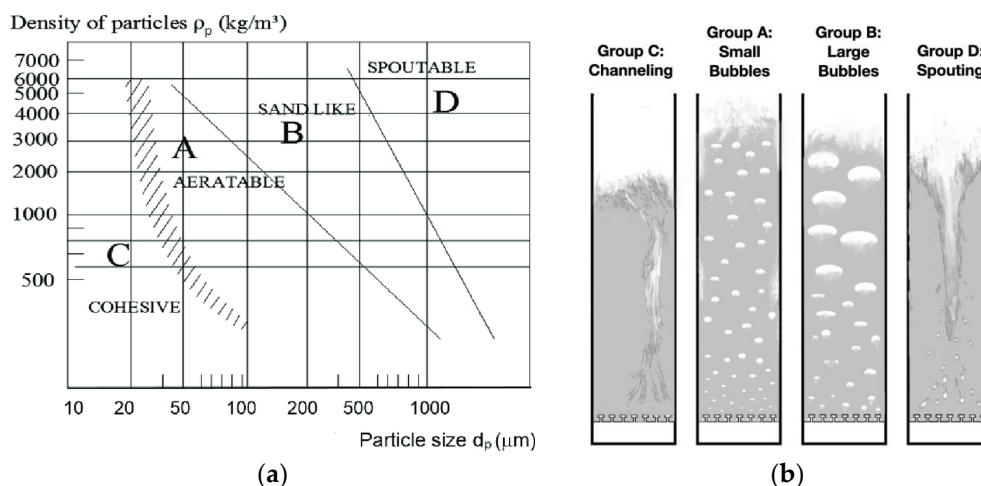 Density of particles ρp (kg/m³)
7000
6000
5000
4000
3000
2000
1000
500
SPOUTABLE
D
SAND LIKE
B
A
AERATABLE
C
COHESIVE
10 20 50 100 200 500 1000
Particle size dp (μm)
(a)
Group C:
Channeling
Group A:
Small
Bubbles
Group B:
Large
Bubbles
Group D:
Spouting
(b)